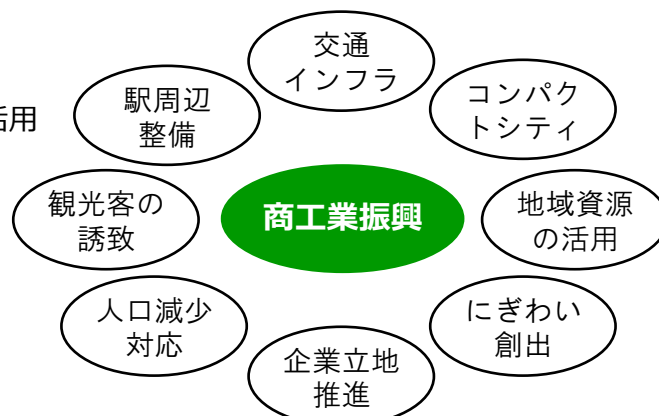 交通
インフラ
コンパク
トシティ
地域資源
の活用
にぎわい
創出
企業立地
推進
人口減少
対応
観光客の
誘致
駅周辺
整備
商工業振興
活用